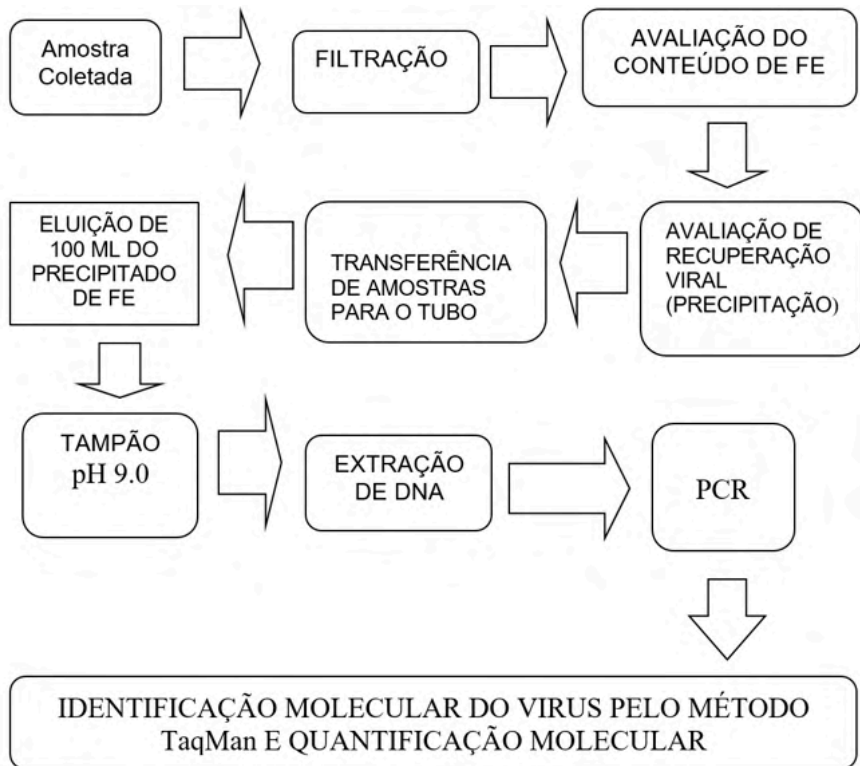 Amostra
Coletada
FILTRAÇÃO
AVALIAÇÃO DO
CONTEÚDO DE FE
AVALIAÇÃO DE
RECUPERAÇÃO
VIRAL
(PRECIPITAÇÃO)
TRANSFERÊNCIA
DE AMOSTRAS
PARA O TUBO
ELUIÇÃO DE
100 ML DO
PRECIPITADO
DE FE
TAMPÃO
pH 9.0
EXTRAÇÃO
DE DNA
PCR
IDENTIFICAÇÃO MOLECULAR DO VIRUS PELO MÉTODO
TaqMan E QUANTIFICAÇÃO MOLECULAR